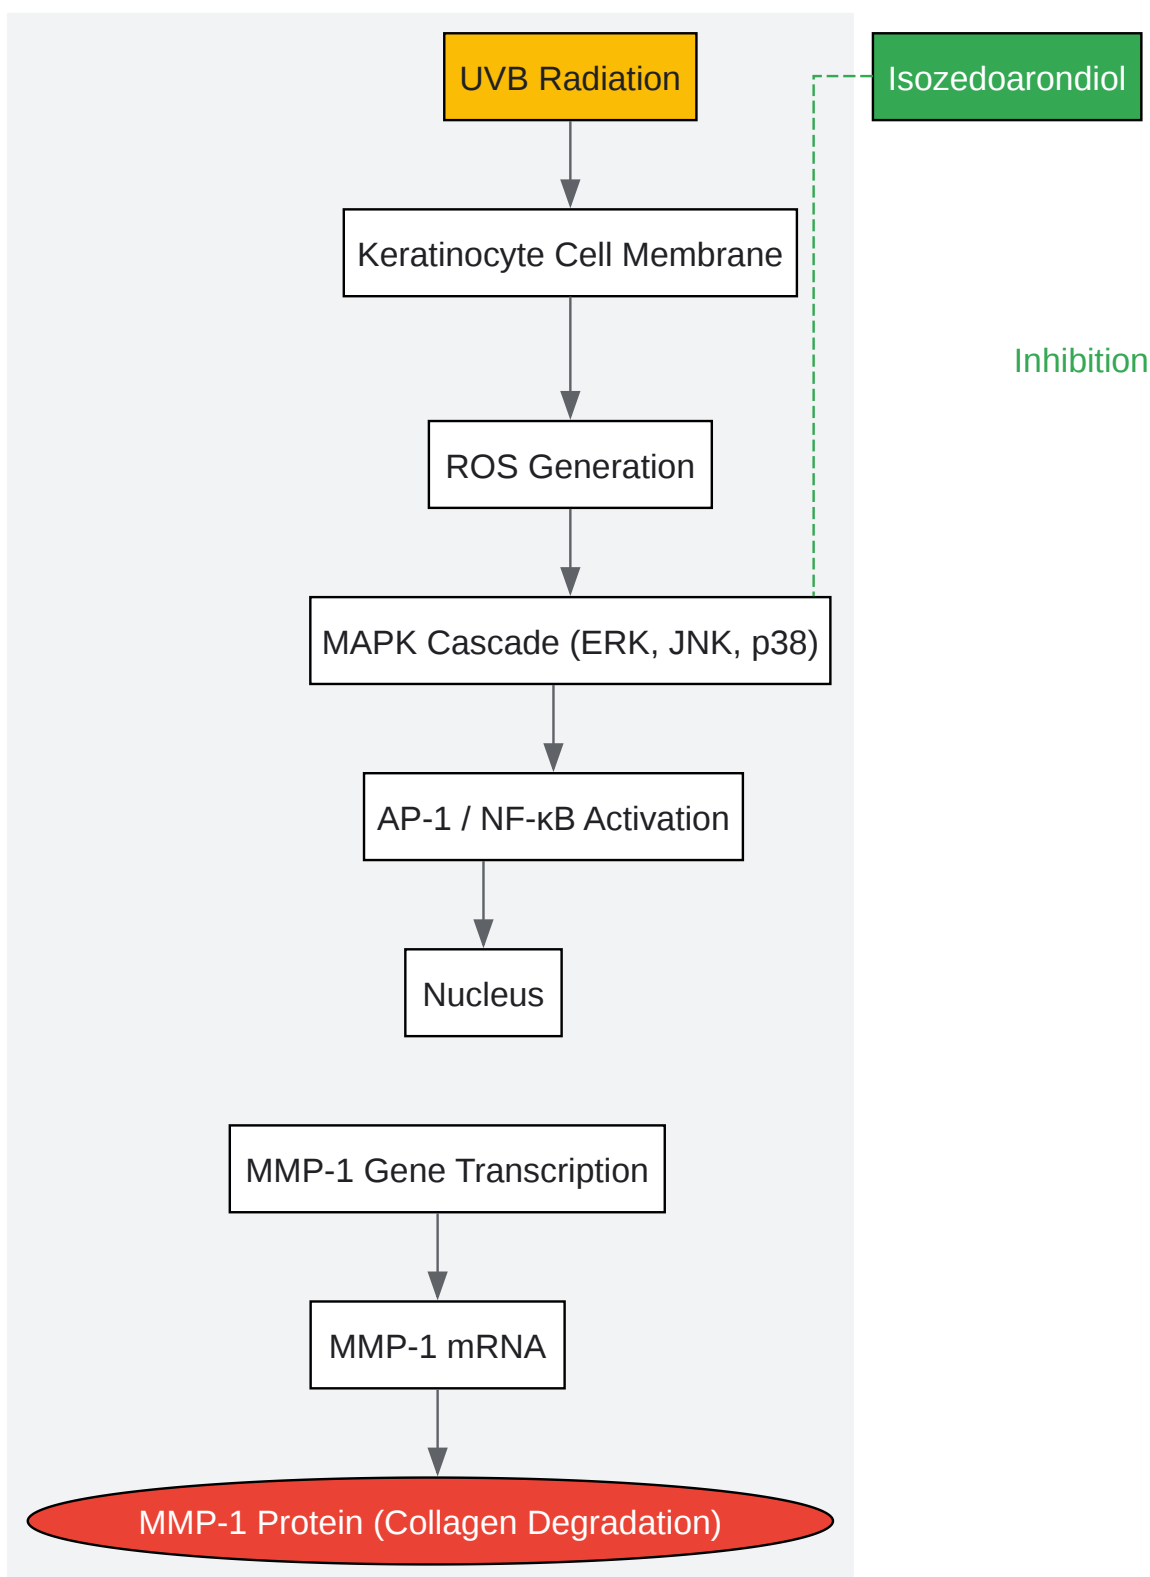 UVB Radiation
Isozedoarondiol
Keratinocyte Cell Membrane
Inhibition
ROS Generation
MAPK Cascade (ERK, JNK, p38)
AP-1 / NF-κB Activation
Nucleus
MMP-1 Gene Transcription
MMP-1 mRNA
MMP-1 Protein (Collagen Degradation)